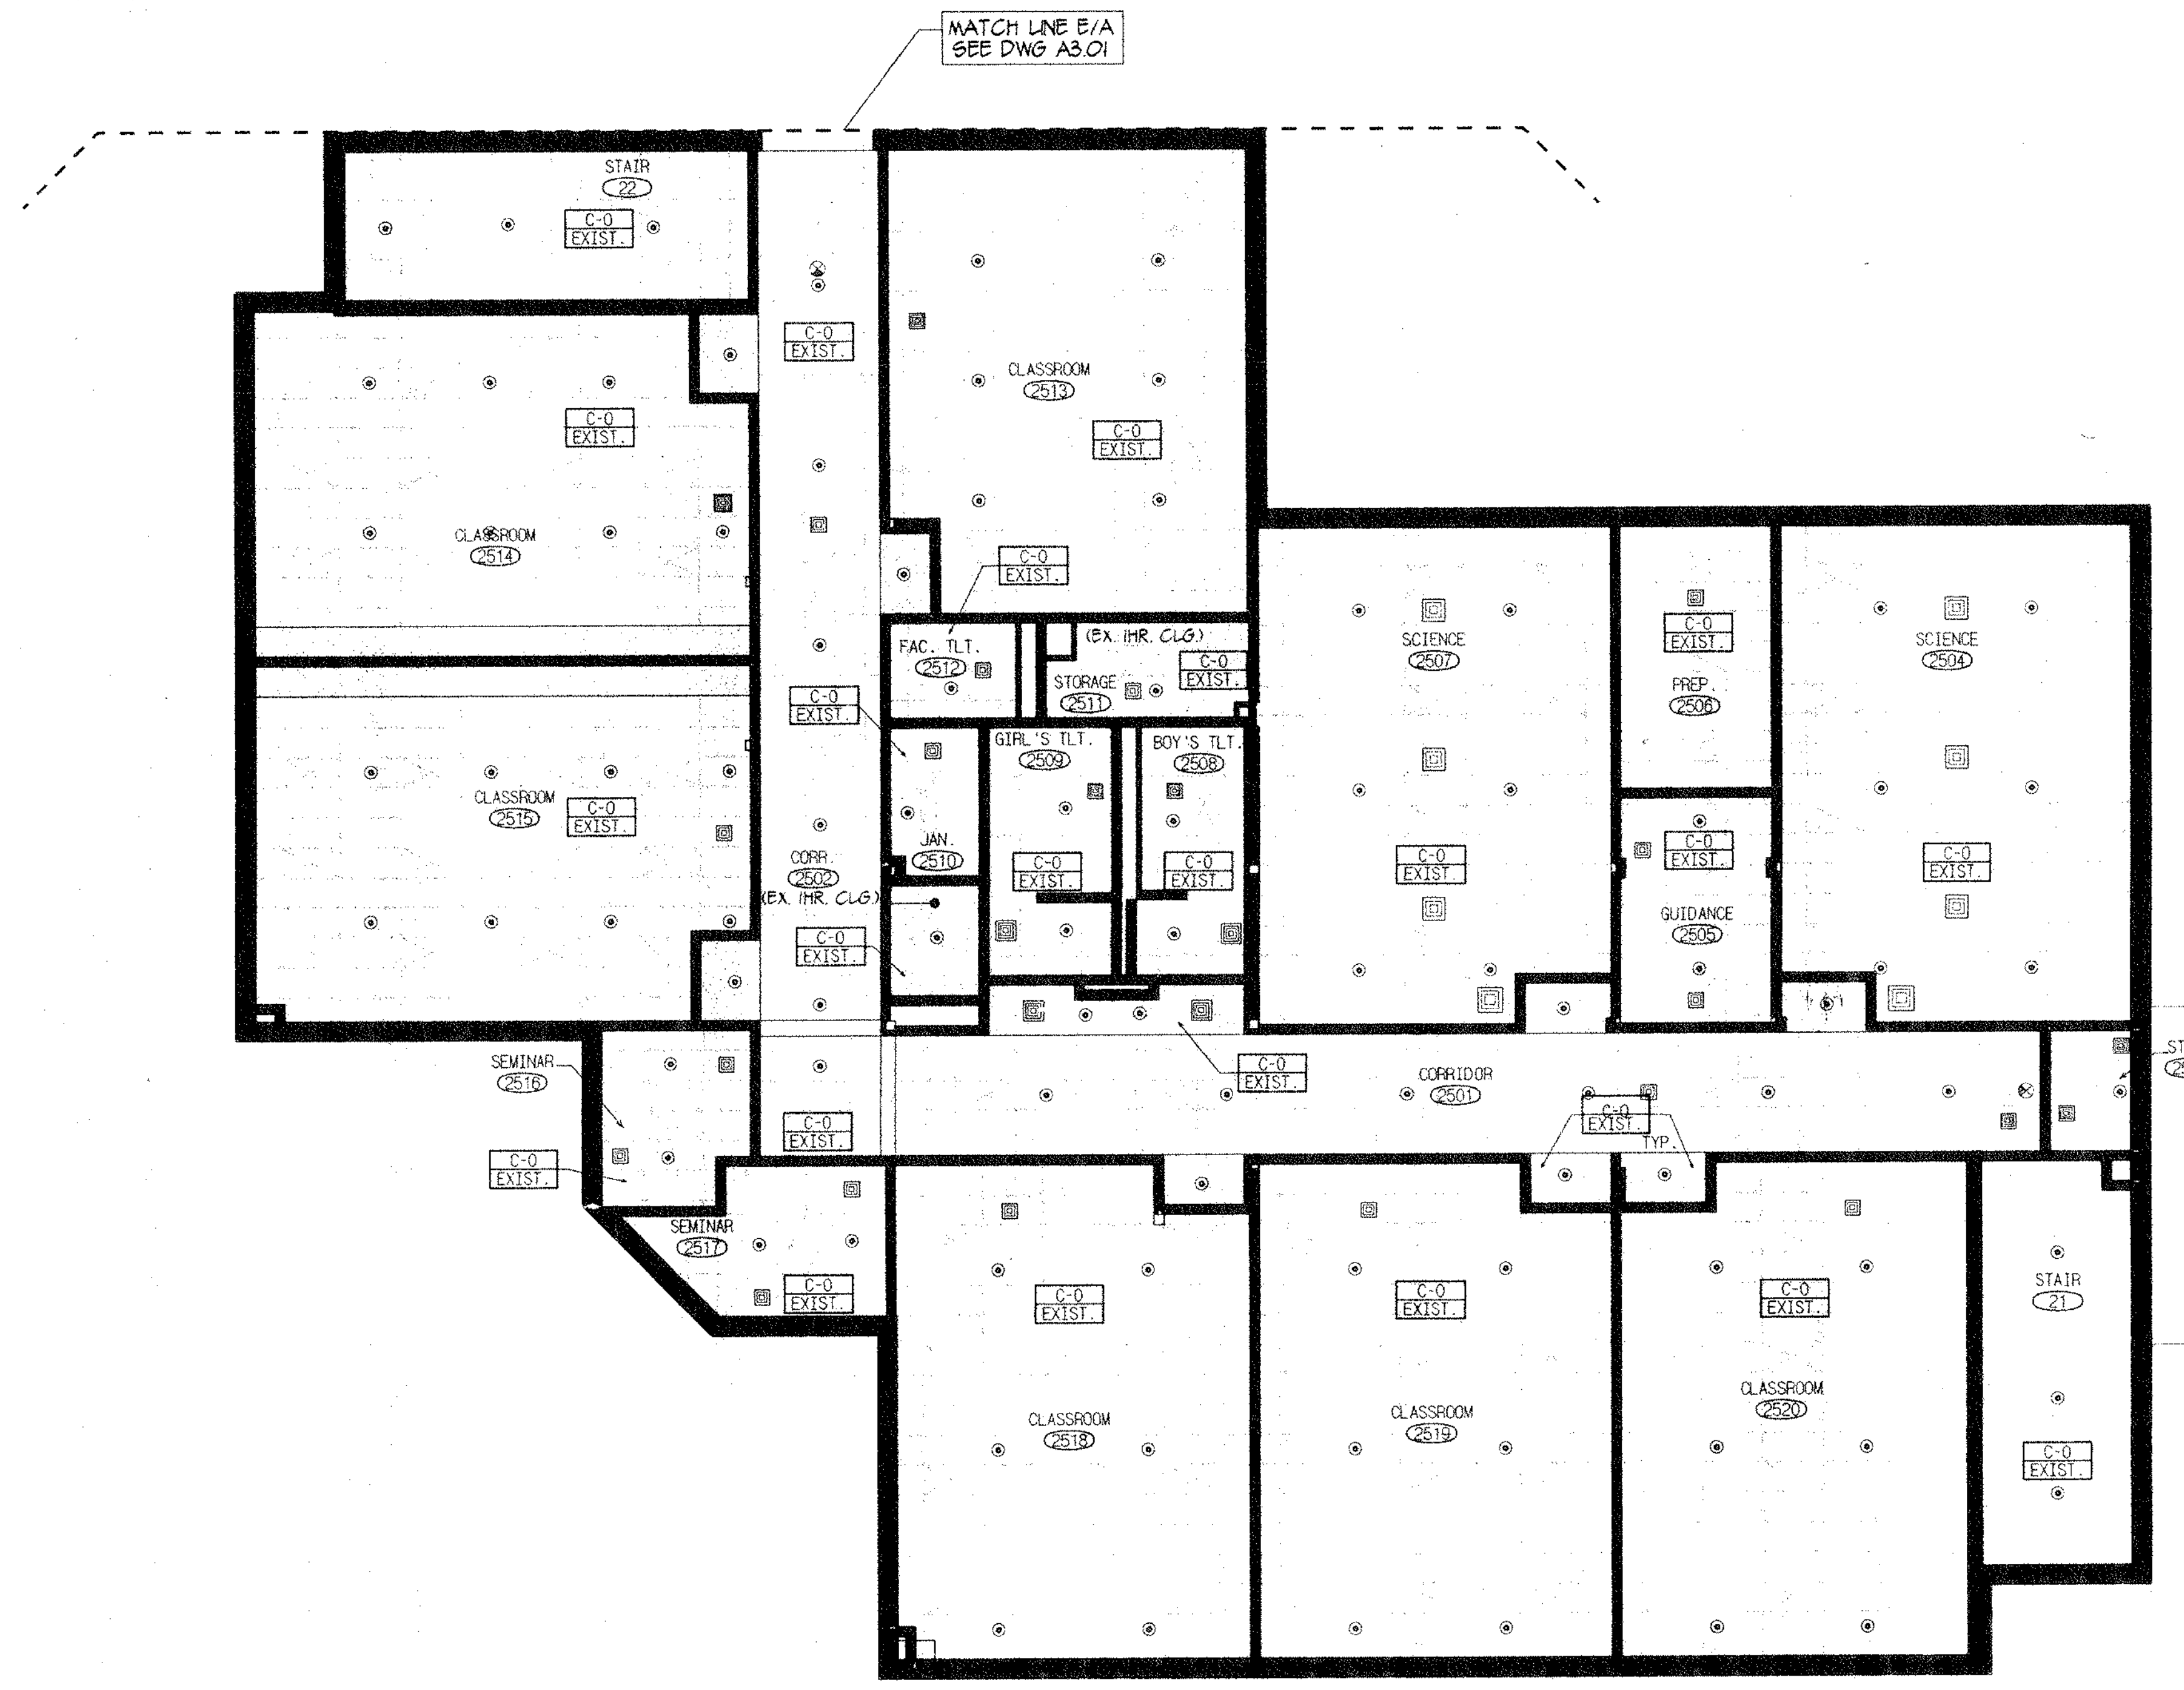 MATCH LINE E/A
SEE DWG A3.01
STAIR
22
C-0
EXIST.
C-0
EXIST.
CLASSROOM
2513
C-0
EXIST.
C-0
EXIST.
CLASSROOM
2514
C-0
EXIST.
FAC. TLT.
2512
(EX. IHR. CLG.)
C-0
EXIST.
STORAGE
2511
SCIENCE
2507
C-0
EXIST.
PREP.
2506
SCIENCE
2504
C-0
EXIST.
GIRL'S TLT.
2509
BOY'S TLT.
2508
CLASSROOM
2515
C-0
EXIST.
JAN.
2510
CORR.
2502
(EX. IHR. CLG.)
C-0
EXIST.
C-0
EXIST.
C-0
EXIST.
C-0
EXIST.
C-0
EXIST.
GUIDANCE
2505
C-0
EXIST.
C-0
EXIST.
SEMINAR
2516
C-0
EXIST.
CORRIDOR
2501
C-0
EXIST.
TYP.
C-0
EXIST.
C-0
EXIST.
SEMINAR
2517
C-0
EXIST.
C-0
EXIST.
C-0
EXIST.
C-0
EXIST.
STAIR
21
CLASSROOM
2518
CLASSROOM
2519
CLASSROOM
2520
C-0
EXIST.